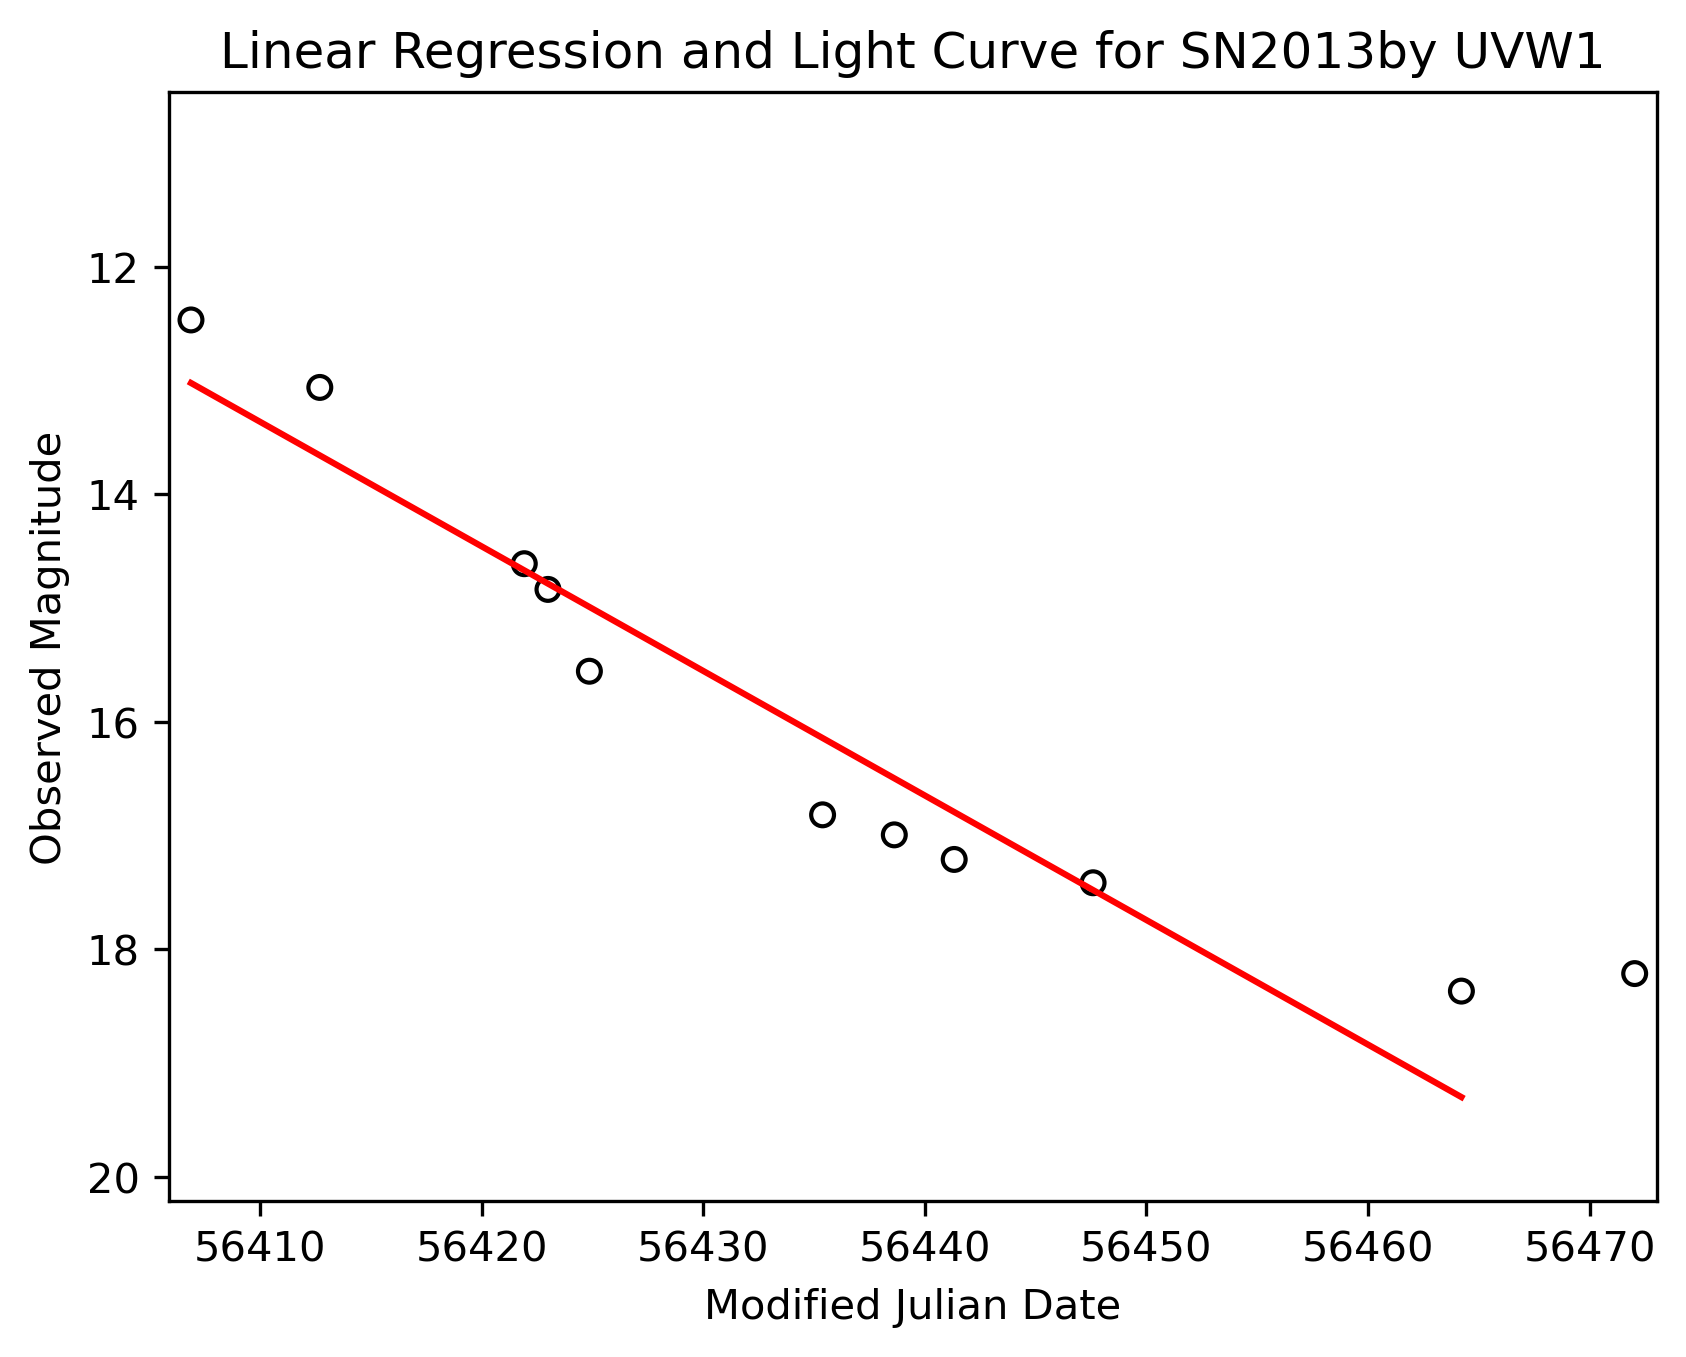 Linear Regression and Light Curve for SN2013by UVW1
12
14
16
18
20
Observed Magnitude
56410 56420 56430 56440 56450 56460 56470
Modified Julian Date